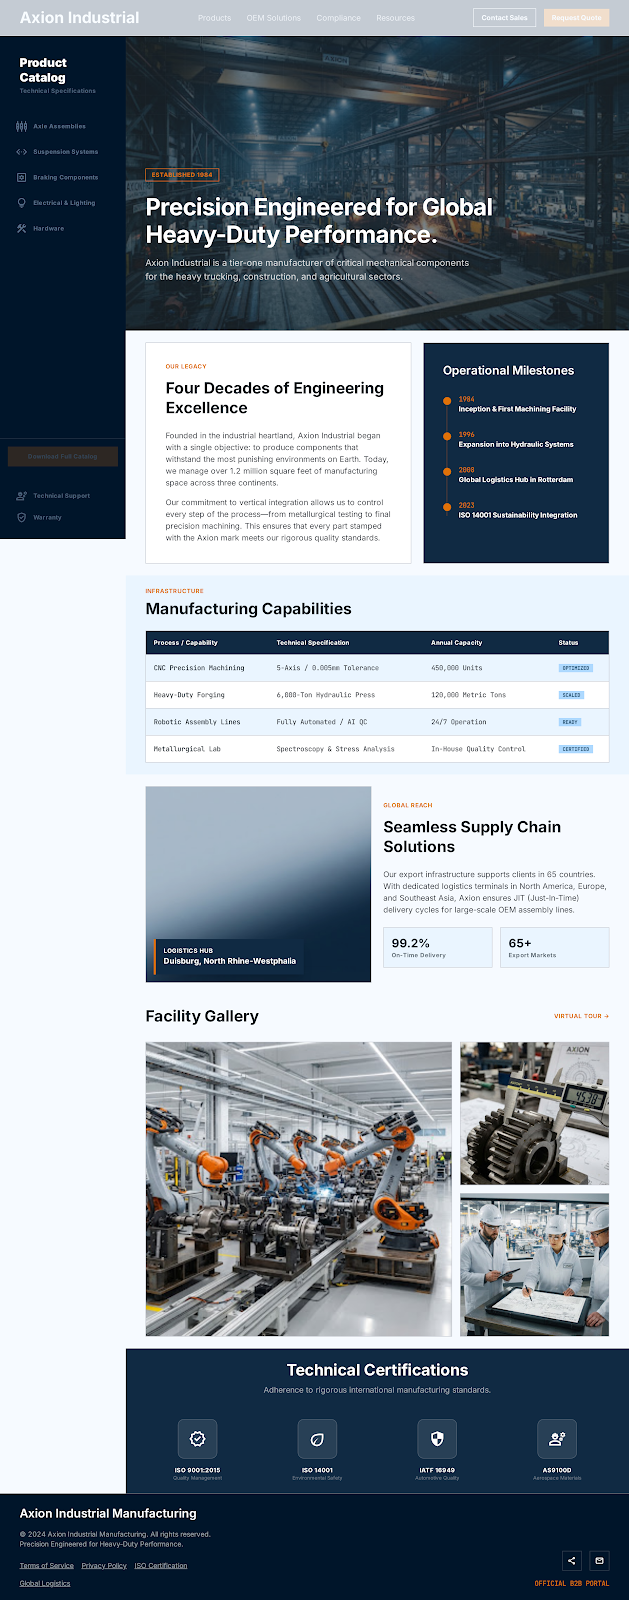 Axion Industrial
Products
OEM Solutions
Compliance
Resources
Contact Sales
Request Quote
Product
Catalog
Technical Specifications
Axle Assemblies
Suspension Systems
Braking Components
Electrical & Lighting
Hardware
Download Full Catalog
Technical Support
Warranty
AXION
ESTABLISHED 1984
Precision Engineered for Global
Heavy-Duty Performance.
Axion Industrial is a tier-one manufacturer of critical mechanical components
for the heavy trucking, construction, and agricultural sectors.
OUR LEGACY
Four Decades of Engineering
Excellence
Founded in the industrial heartland, Axion Industrial began
with a single objective: to produce components that
withstand the most punishing environments on Earth. Today,
we manage over 1.2 million square feet of manufacturing
space across three continents.
Our commitment to vertical integration allows us to control
every step of the process—from metallurgical testing to final
precision machining. This ensures that every part stamped
with the Axion mark meets our rigorous quality standards.
Operational Milestones
1984
Inception & First Machining Facility
1996
Expansion into Hydraulic Systems
2008
Global Logistics Hub in Rotterdam
2023
ISO 14001 Sustainability Integration
INFRASTRUCTURE
Manufacturing Capabilities
Process / Capability Technical Specification Annual Capacity Status
CNC Precision Machining 5-Axis / 0.005mm Tolerance 450,000 Units OPTIMIZED
Heavy-Duty Forging 6,000-Ton Hydraulic Press 120,000 Metric Tons SCALED
Robotic Assembly Lines Fully Automated / AI QC 24/7 Operation READY
Metallurgical Lab Spectroscopy & Stress Analysis In-House Quality Control CERTIFIED
LOGISTICS HUB
Duisburg, North Rhine-Westphalia
GLOBAL REACH
Seamless Supply Chain
Solutions
Our export infrastructure supports clients in 65 countries.
With dedicated logistics terminals in North America, Europe,
and Southeast Asia, Axion ensures JIT (Just-In-Time)
delivery cycles for large-scale OEM assembly lines.
99.2%
On-Time Delivery
65+
Export Markets
Facility Gallery
VIRTUAL TOUR →
AXION
Technical Certifications
Adherence to rigorous international manufacturing standards.
ISO 9001:2015
Quality Management
ISO 14001
Environmental Safety
IATF 16949
Automotive Quality
AS9100D
Aerospace Materials
Axion Industrial Manufacturing
© 2024 Axion Industrial Manufacturing. All rights reserved.
Precision Engineered for Heavy-Duty Performance.
Terms of Service Privacy Policy ISO Certification
Global Logistics
OFFICIAL B2B PORTAL